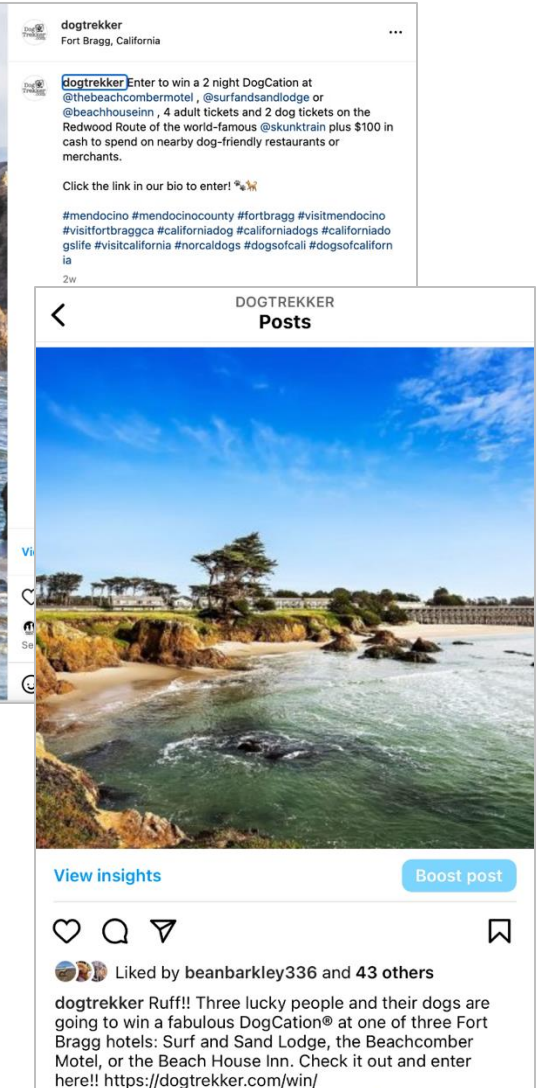 dogtrekker
Fort Bragg, California
dogtrekker Enter to win a 2 night DogCation at
@thebeachcombermotel , @surfandsandlodge or
@beachhouseinn , 4 adult tickets and 2 dog tickets on the
Redwood Route of the world-famous @skunktrain plus $100 in
cash to spend on nearby dog-friendly restaurants or
merchants.
Click the link in our bio to enter! 🐾🐕
#mendocino #mendocinocounty #fortbragg #visitmendocino
#visitfortbraggca #californiadog #californiadogs #californiado
gslife #visitcalifornia #norcaldogs #dogsofcali #dogsofcaliforn
ia
2w
DOGTREKKER
Posts
View insights
Boost post
Liked by beanbarkley336 and 43 others
dogtrekker Ruff!! Three lucky people and their dogs are
going to win a fabulous DogCation® at one of three Fort
Bragg hotels: Surf and Sand Lodge, the Beachcomber
Motel, or the Beach House Inn. Check it out and enter
here!! https://dogtrekker.com/win/